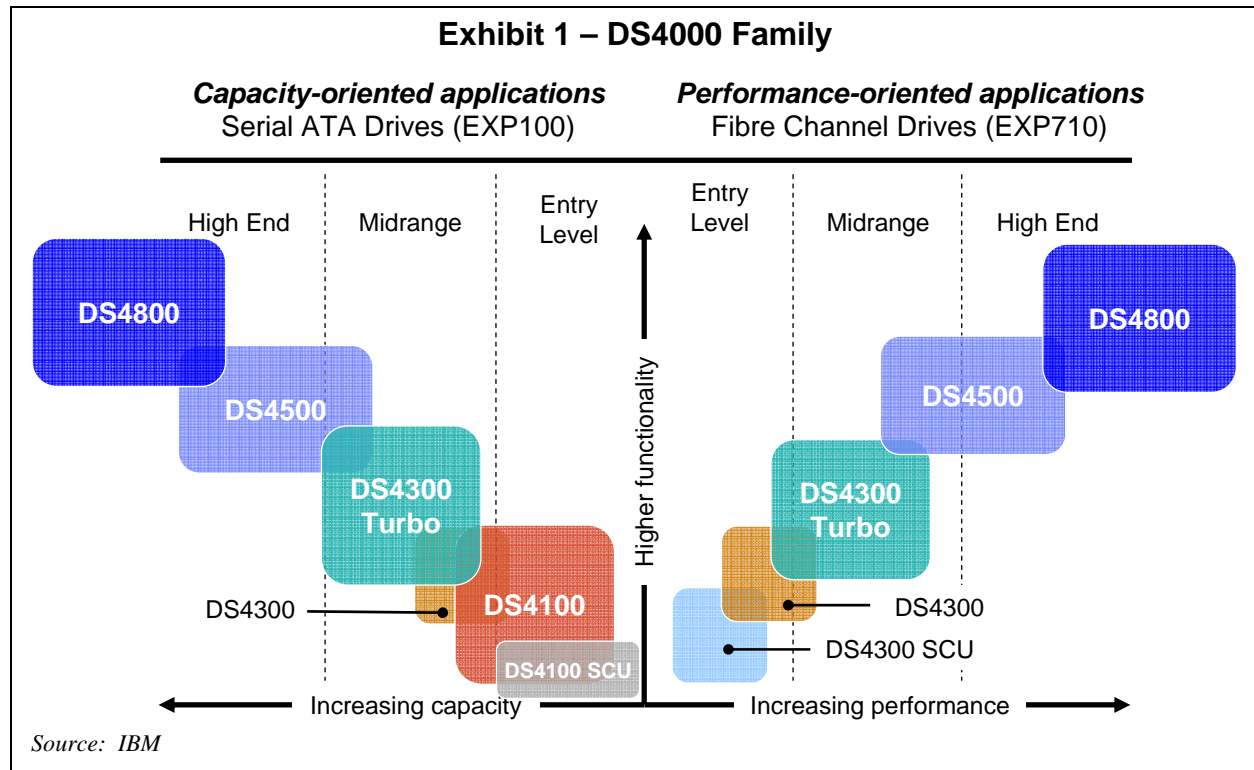 Exhibit 1 – DS4000 Family
Capacity-oriented applications
Serial ATA Drives (EXP100)
Performance-oriented applications
Fibre Channel Drives (EXP710)
High End
Midrange
Entry
Level
Entry
Level
Midrange
High End
DS4800
DS4500
DS4300
Turbo
DS4300
DS4100
DS4100 SCU
Higher functionality
DS4800
DS4500
DS4300
Turbo
DS4300
DS4300 SCU
Increasing capacity
Increasing performance
Source: IBM